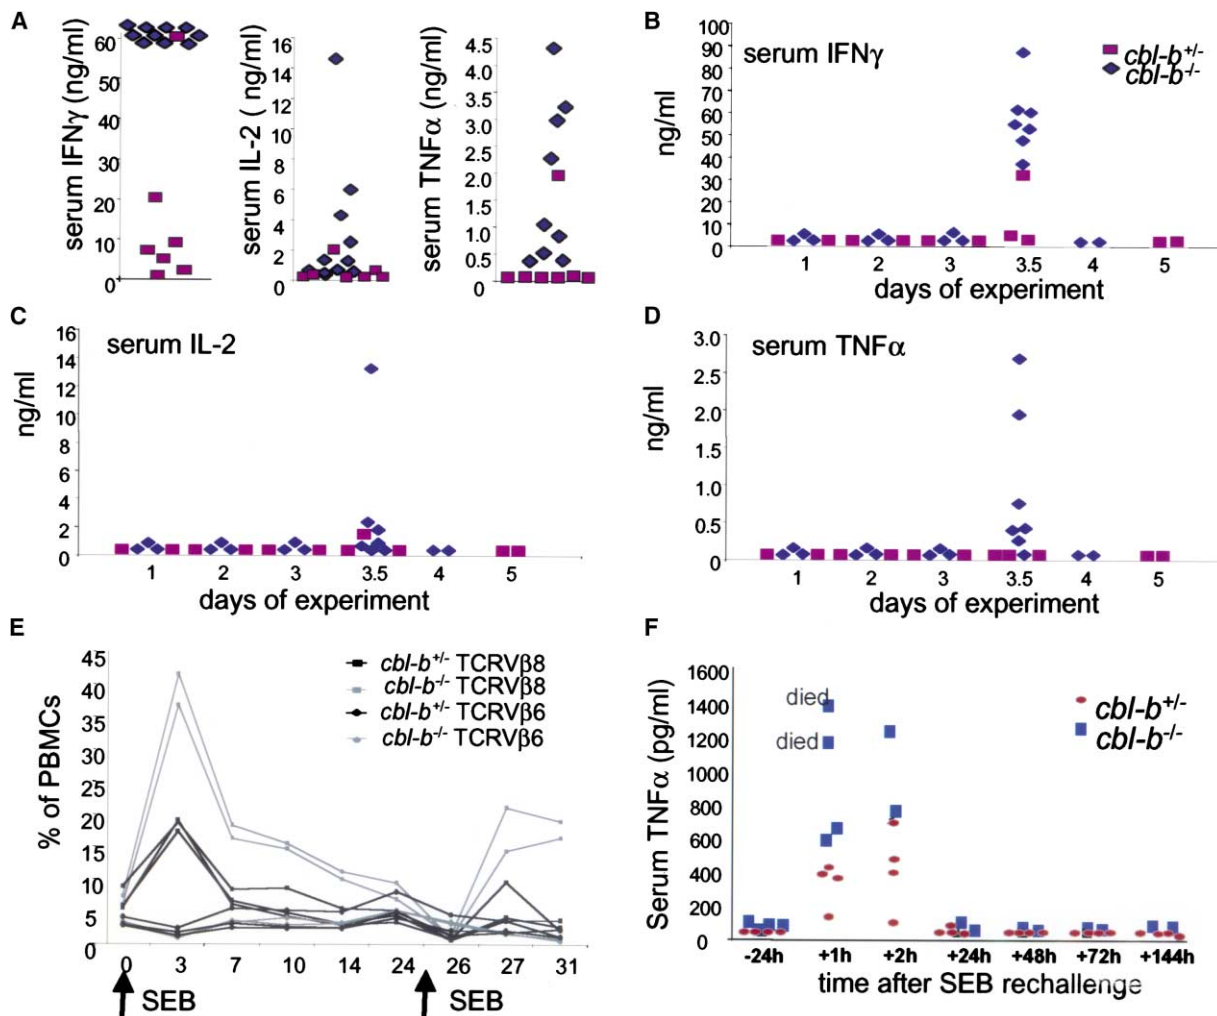 A
serum IFNγ (ng/ml)
60
50
40
30
20
10
0
serum IL-2 ( ng/ml)
16
14
12
10
8
6
4
2
0
serum TNFα (ng/ml)
4.5
4.0
3.5
3.0
2.5
2.0
1.5
1.0
0.5
0
B
serum IFNγ
cbl-b+/-
cbl-b-/-
ng/ml
100
90
80
70
60
50
40
30
20
10
0
1 2 3 3.5 4 5
days of experiment
C
serum IL-2
ng/ml
16
14
12
10
8
6
4
2
0
1 2 3 3.5 4 5
days of experiment
D
serum TNFα
ng/ml
3.0
2.5
2.0
1.5
1.0
0.5
0
1 2 3 3.5 4 5
days of experiment
E
% of PBMCs
45
40
35
30
25
20
15
10
5
0
cbl-b+/- TCRVβ8
cbl-b-/- TCRVβ8
cbl-b+/- TCRVβ6
cbl-b-/- TCRVβ6
0 3 7 10 14 24 26 27 31
SEB SEB
F
Serum TNFα (pg/ml)
1600
1400
1200
1000
800
600
400
200
0
died
died
cbl-b+/-
cbl-b-/-
-24h +1h +2h +24h +48h +72h +144h
time after SEB rechallenge